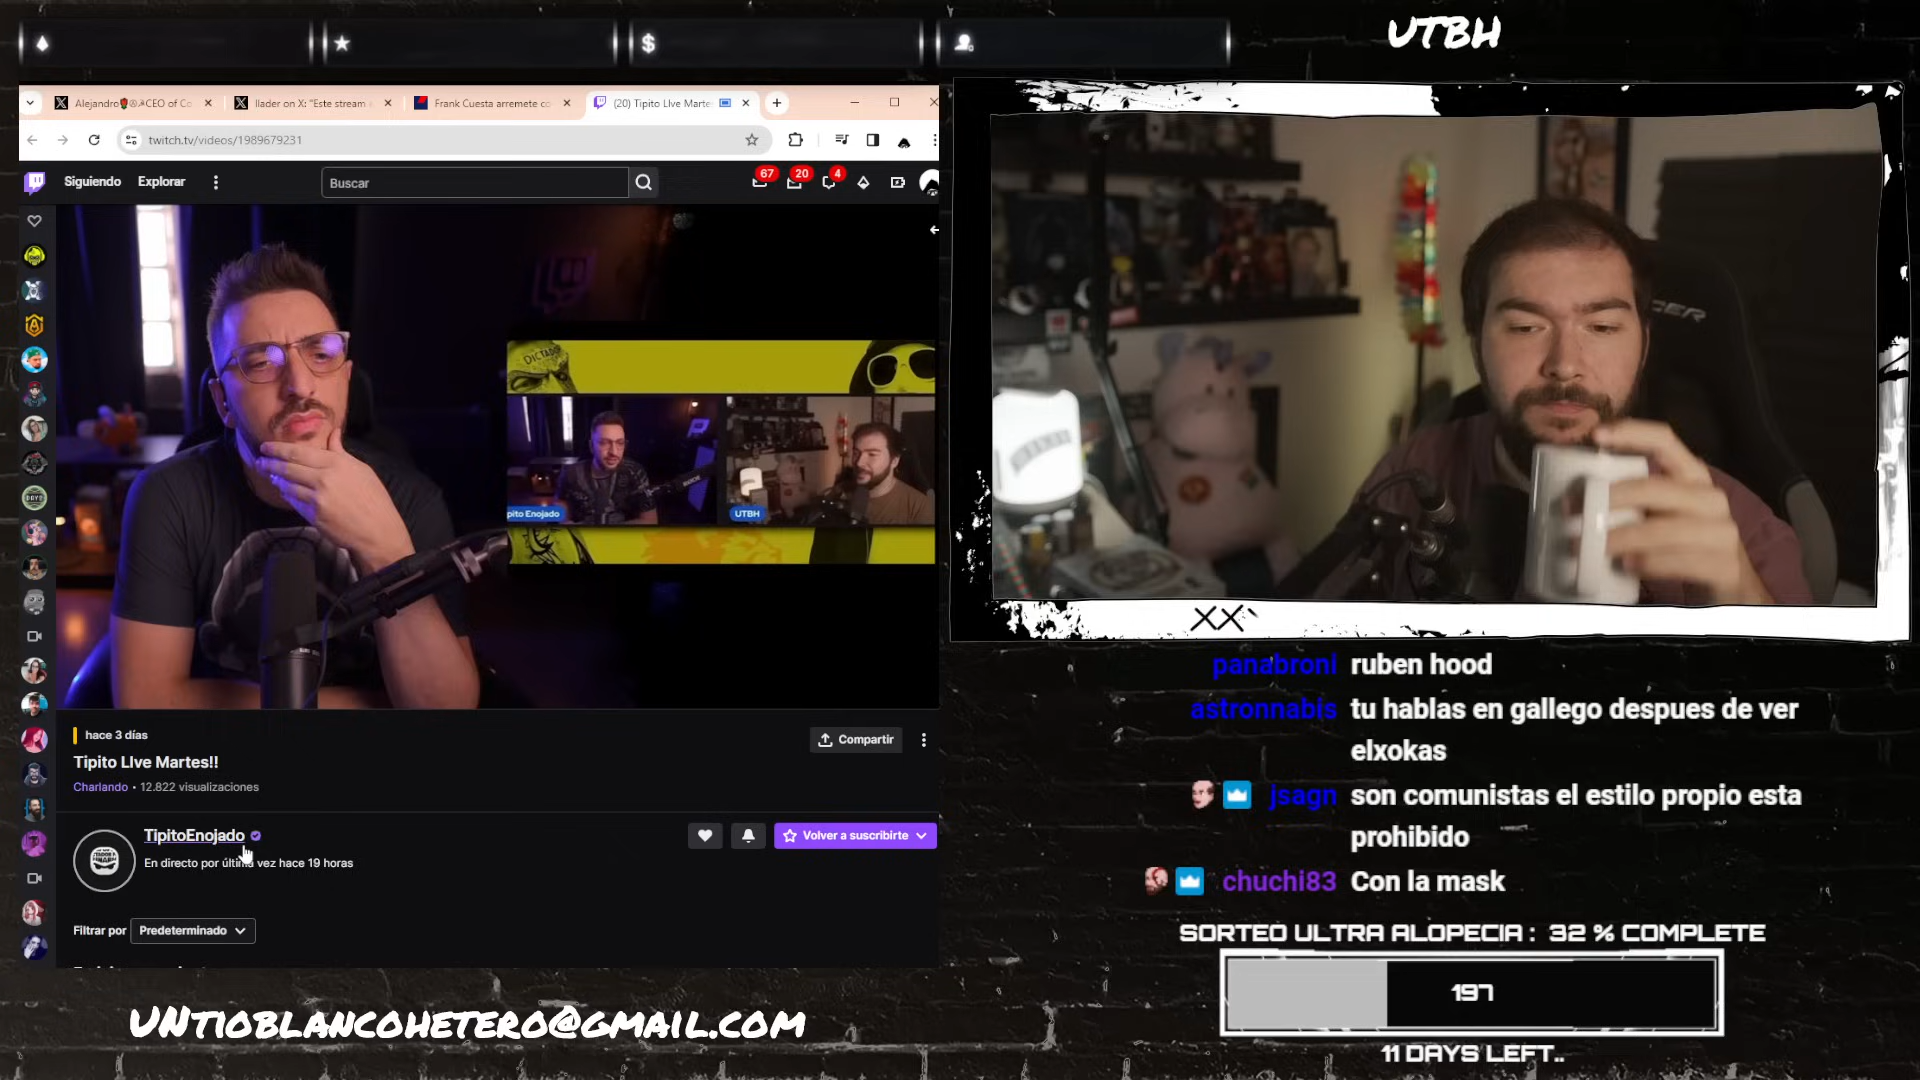 UTBH
Alejandro🌹Ⓐ☭CEO of Co
llader on X: "Este stream
Frank Cuesta arremete co
(20) Tipito LIve Marte
twitch.tv/videos/1989679231
Siguiendo
Explorar
Buscar
67
20
4
DICTADO
RACER
pito Enojado
UTBH
hace 3 días
Compartir
Tipito LIve Martes!!
Charlando • 12.822 visualizaciones
TipitoEnojado
Volver a suscribirte
En directo por última vez hace 19 horas
Filtrar por
Predeterminado
panabroni ruben hood
astronnabis tu hablas en gallego despues de ver
elxokas
jsagn son comunistas el estilo propio esta
prohibido
chuchi83 Con la mask
SORTEO ULTRA ALOPECIA : 32 % COMPLETE
197
11 DAYS LEFT..
UNtioblancohetero@gmail.com